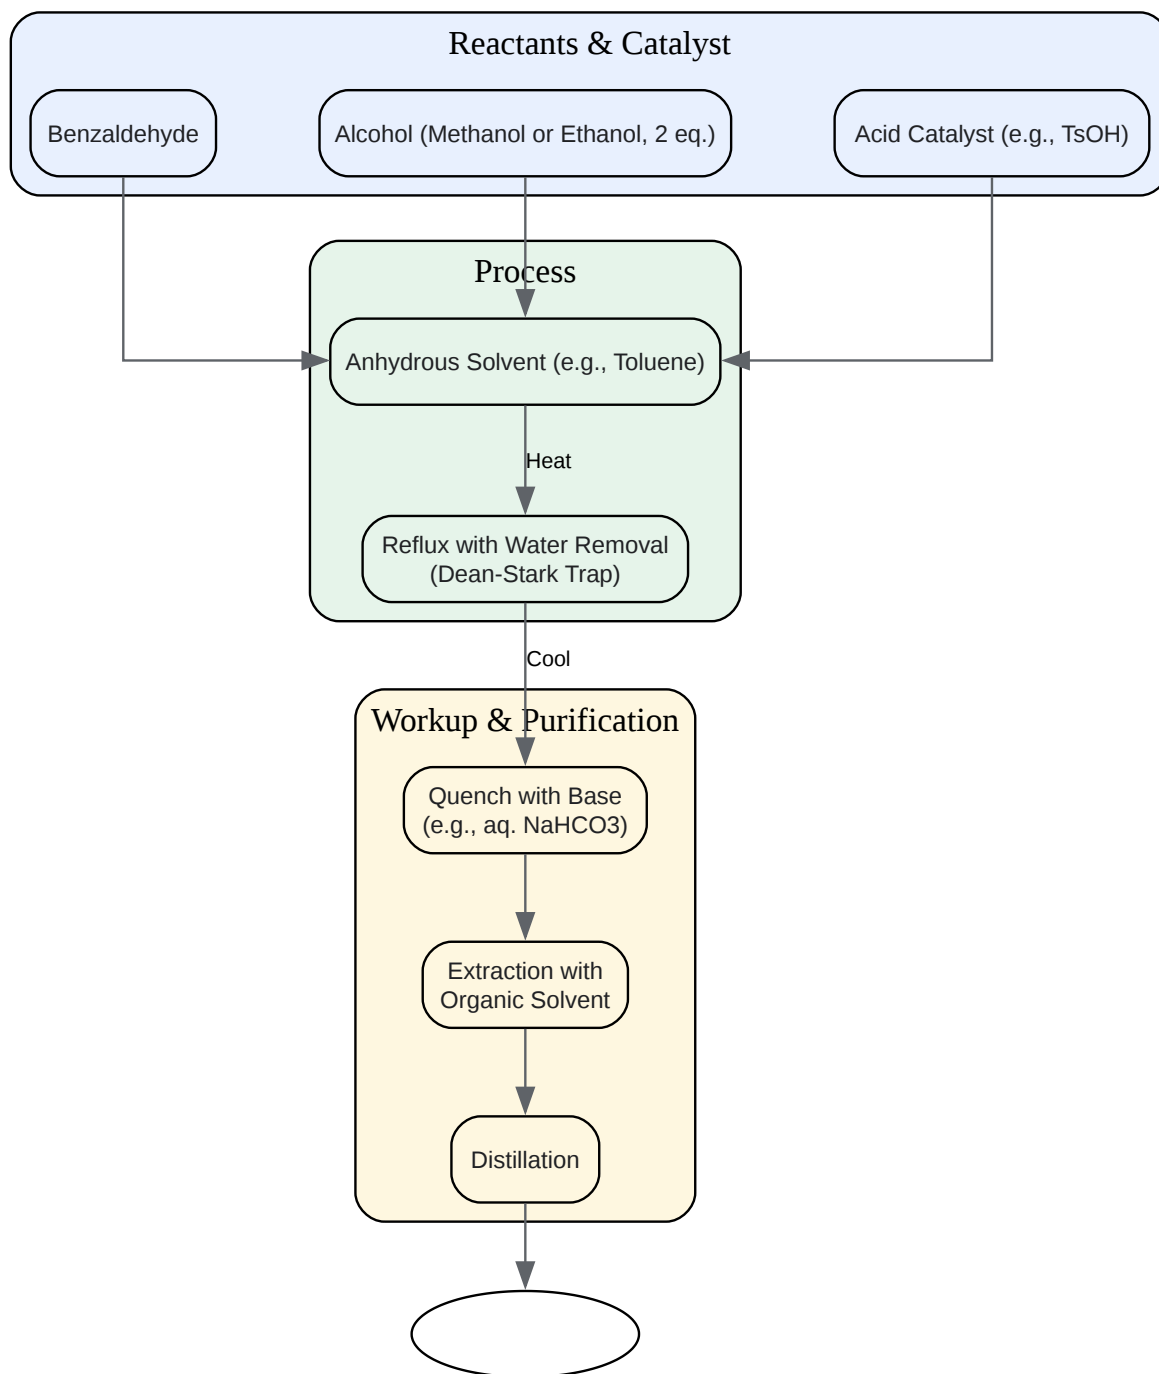 Reactants & Catalyst
Benzaldehyde
Alcohol (Methanol or Ethanol, 2 eq.)
Acid Catalyst (e.g., TsOH)
Process
Anhydrous Solvent (e.g., Toluene)
Heat
Reflux with Water Removal
(Dean-Stark Trap)
Cool
Workup & Purification
Quench with Base
(e.g., aq. NaHCO3)
Extraction with
Organic Solvent
Distillation